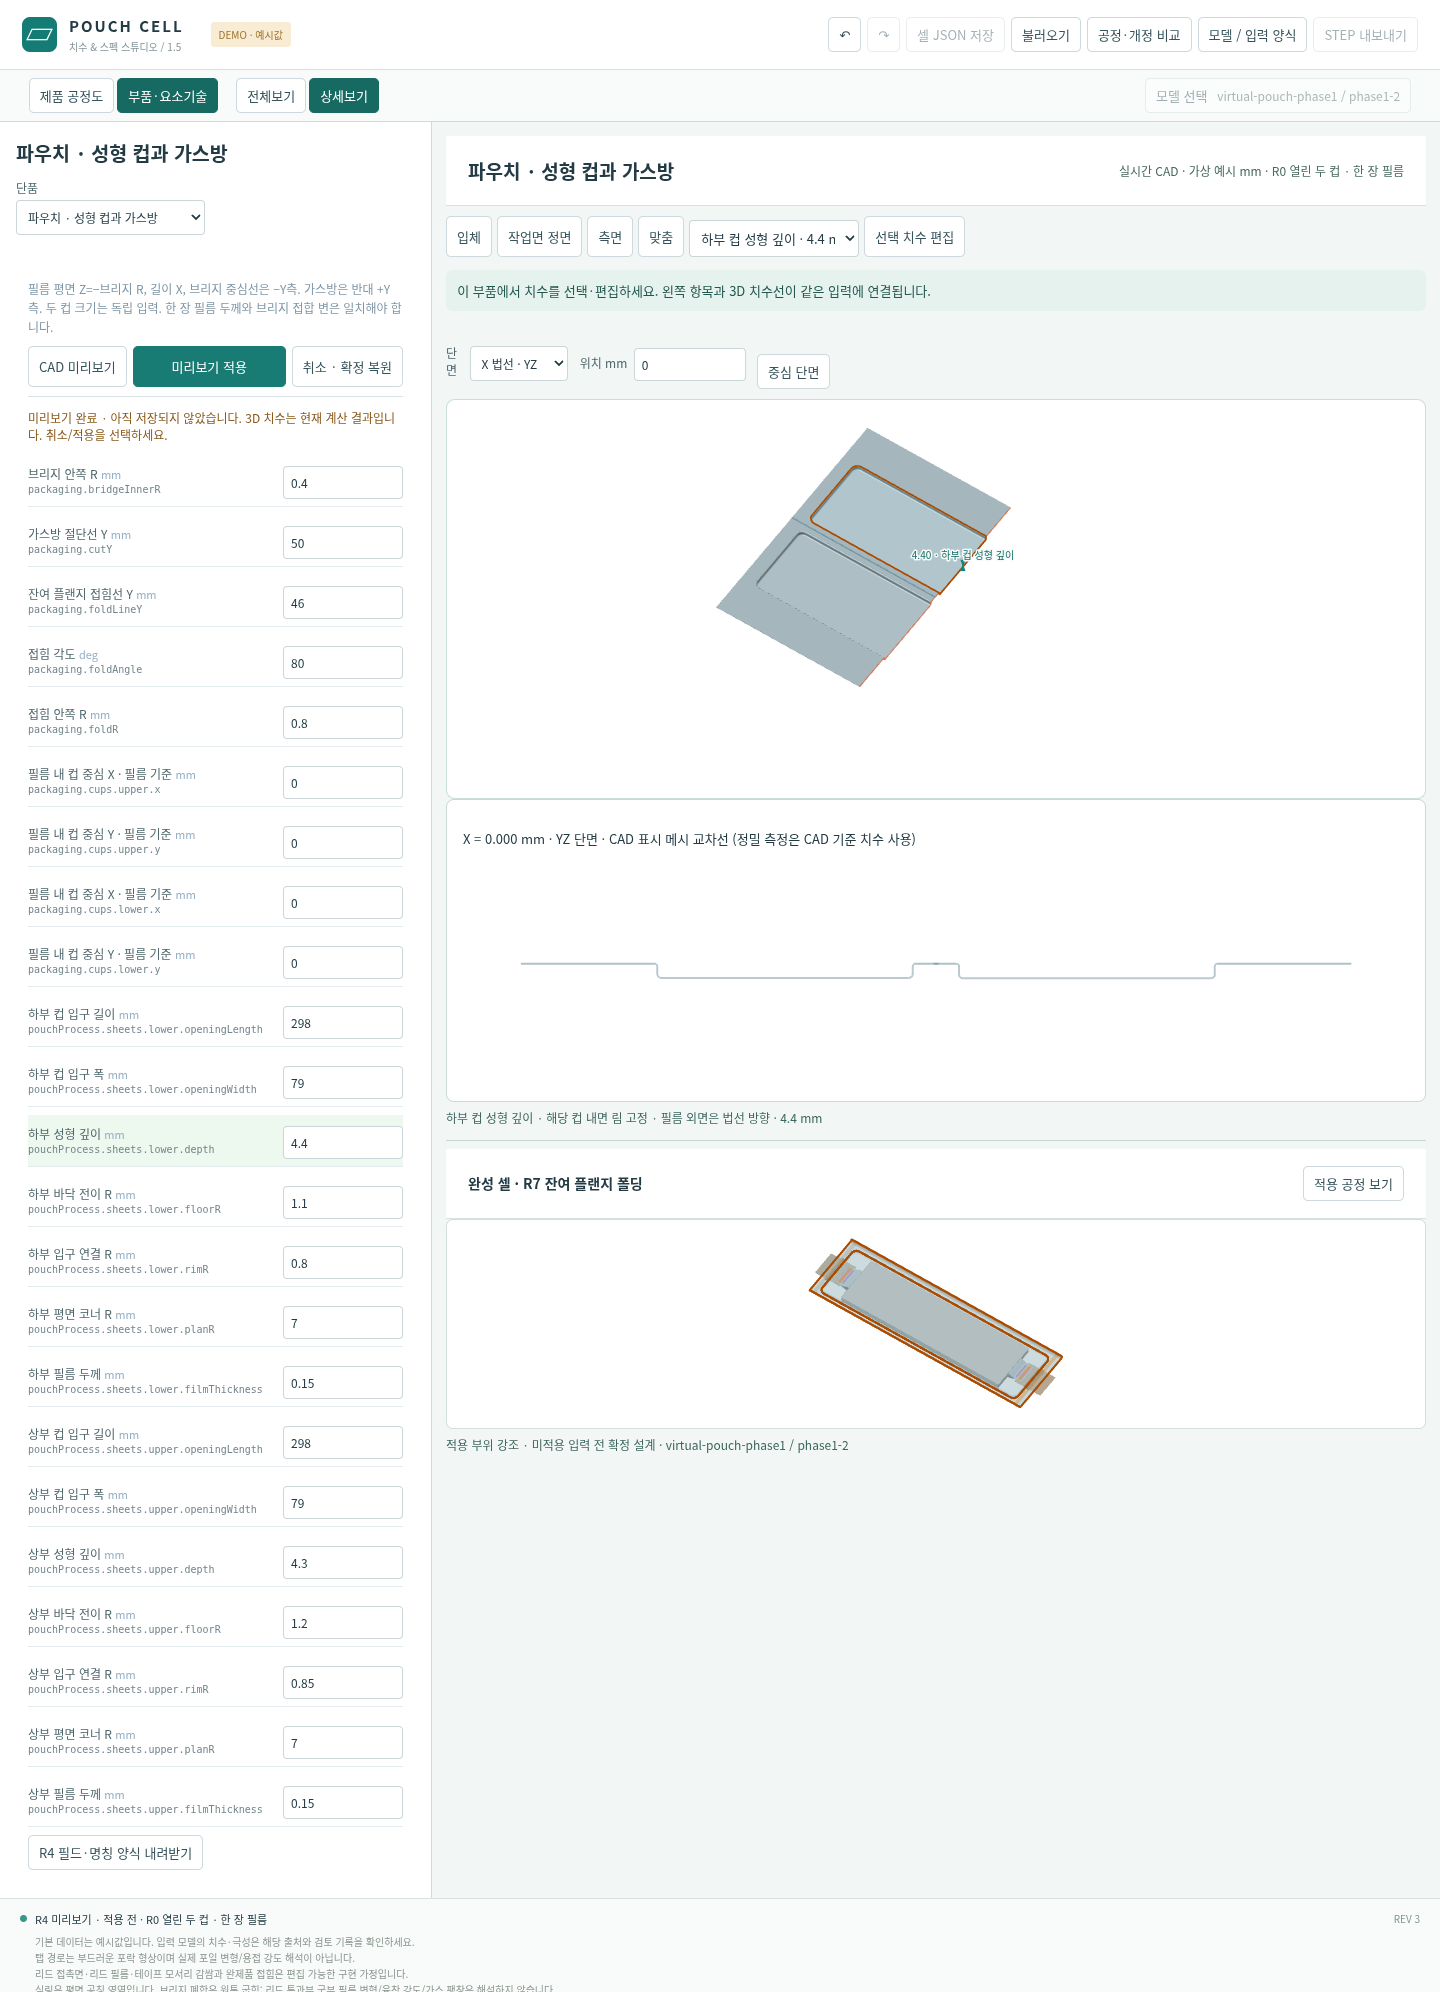 POUCH CELL
치수 & 스펙 스튜디오 / 1.5
DEMO · 예시값
↶
↷
셀 JSON 저장
불러오기
공정·개정 비교
모델 / 입력 양식
STEP 내보내기
제품 공정도
부품·요소기술
전체보기
상세보기
모델 선택 virtual-pouch-phase1 / phase1-2
파우치 · 성형 컵과 가스방
단품
파우치 · 성형 컵과 가스방
필름 평면 Z=−브리지 R, 길이 X, 브리지 중심선은 −Y측. 가스방은 반대 +Y
측. 두 컵 크기는 독립 입력. 한 장 필름 두께와 브리지 접합 변은 일치해야 합
니다.
CAD 미리보기
미리보기 적용
취소 · 확정 복원
미리보기 완료 · 아직 저장되지 않았습니다. 3D 치수는 현재 계산 결과입니
다. 취소/적용을 선택하세요.
브리지 안쪽 R mm
packaging.bridgeInnerR
0.4
가스방 절단선 Y mm
packaging.cutY
50
잔여 플랜지 접힘선 Y mm
packaging.foldLineY
46
접힘 각도 deg
packaging.foldAngle
80
접힘 안쪽 R mm
packaging.foldR
0.8
필름 내 컵 중심 X · 필름 기준 mm
packaging.cups.upper.x
0
필름 내 컵 중심 Y · 필름 기준 mm
packaging.cups.upper.y
0
필름 내 컵 중심 X · 필름 기준 mm
packaging.cups.lower.x
0
필름 내 컵 중심 Y · 필름 기준 mm
packaging.cups.lower.y
0
하부 컵 입구 길이 mm
pouchProcess.sheets.lower.openingLength
298
하부 컵 입구 폭 mm
pouchProcess.sheets.lower.openingWidth
79
하부 성형 깊이 mm
pouchProcess.sheets.lower.depth
4.4
하부 바닥 전이 R mm
pouchProcess.sheets.lower.floorR
1.1
하부 입구 연결 R mm
pouchProcess.sheets.lower.rimR
0.8
하부 평면 코너 R mm
pouchProcess.sheets.lower.planR
7
하부 필름 두께 mm
pouchProcess.sheets.lower.filmThickness
0.15
상부 컵 입구 길이 mm
pouchProcess.sheets.upper.openingLength
298
상부 컵 입구 폭 mm
pouchProcess.sheets.upper.openingWidth
79
상부 성형 깊이 mm
pouchProcess.sheets.upper.depth
4.3
상부 바닥 전이 R mm
pouchProcess.sheets.upper.floorR
1.2
상부 입구 연결 R mm
pouchProcess.sheets.upper.rimR
0.85
상부 평면 코너 R mm
pouchProcess.sheets.upper.planR
7
상부 필름 두께 mm
pouchProcess.sheets.upper.filmThickness
0.15
R4 필드·명칭 양식 내려받기
파우치 · 성형 컵과 가스방
실시간 CAD · 가상 예시 mm · R0 열린 두 컵 · 한 장 필름
입체
작업면 정면
측면
맞춤
하부 컵 성형 깊이 · 4.4 n
선택 치수 편집
이 부품에서 치수를 선택·편집하세요. 왼쪽 항목과 3D 치수선이 같은 입력에 연결됩니다.
단면
X 법선 · YZ
위치 mm
0
중심 단면
4.40 · 하부 컵 성형 깊이
X = 0.000 mm · YZ 단면 · CAD 표시 메시 교차선 (정밀 측정은 CAD 기준 치수 사용)
하부 컵 성형 깊이 · 해당 컵 내면 림 고정 · 필름 외면은 법선 방향 · 4.4 mm
완성 셀 · R7 잔여 플랜지 폴딩
적용 공정 보기
적용 부위 강조 · 미적용 입력 전 확정 설계 · virtual-pouch-phase1 / phase1-2
R4 미리보기 · 적용 전 · R0 열린 두 컵 · 한 장 필름
REV 3
기본 데이터는 예시값입니다. 입력 모델의 치수·극성은 해당 출처와 검토 기록을 확인하세요.
탭 경로는 부드러운 포락 형상이며 실제 포일 변형/용접 강도 해석이 아닙니다.
리드 접촉면·리드 필름·테이프 모서리 감쌈과 완제품 접힘은 편집 가능한 구현 가정입니다.